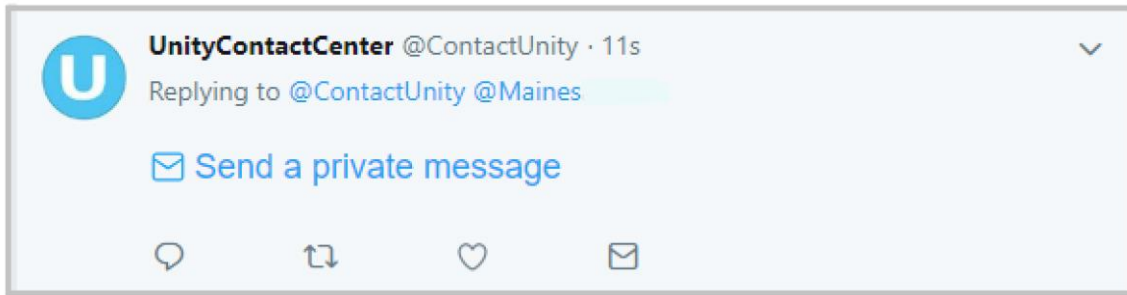 U
UnityContactCenter @ContactUnity · 11s
Replying to @ContactUnity @Maines
Send a private message